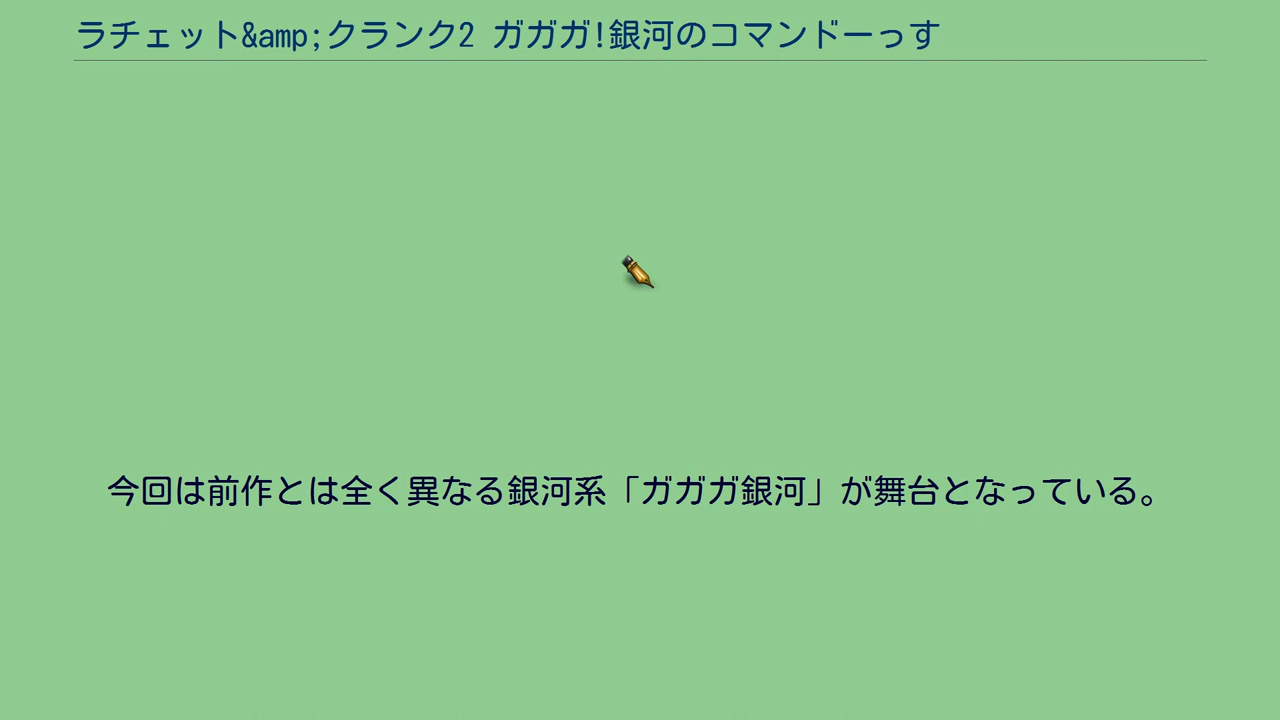 ラチェット&amp;クランク2 ガガガ!銀河のコマンドーっす
今回は前作とは全く異なる銀河系「ガガガ銀河」が舞台となっている。